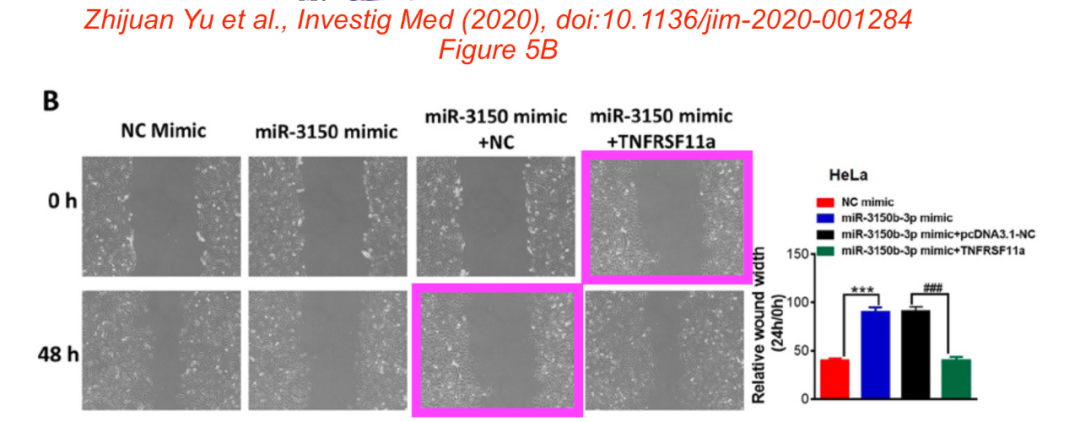 Zhijuan Yu et al., Investig Med (2020), doi:10.1136/jim-2020-001284
Figure 5B
B
NC Mimic
miR-3150 mimic
miR-3150 mimic
+NC
miR-3150 mimic
+TNFRSF11a
0 h
48 h
HeLa
NC mimic
miR-3150b-3p mimic
miR-3150b-3p mimic+pcDNA3.1-NC
miR-3150b-3p mimic+TNFRSF11a
Relative wound width
(24h/0h)
150
100
50
0
***
###